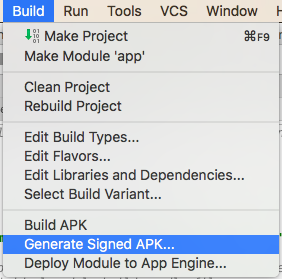 Build Run Tools VCS Window
Make Project ⌘F9
Make Module 'app'
Clean Project
Rebuild Project
Edit Build Types...
Edit Flavors...
Edit Libraries and Dependencies...
Select Build Variant...
Build APK
Generate Signed APK...
Deploy Module to App Engine...